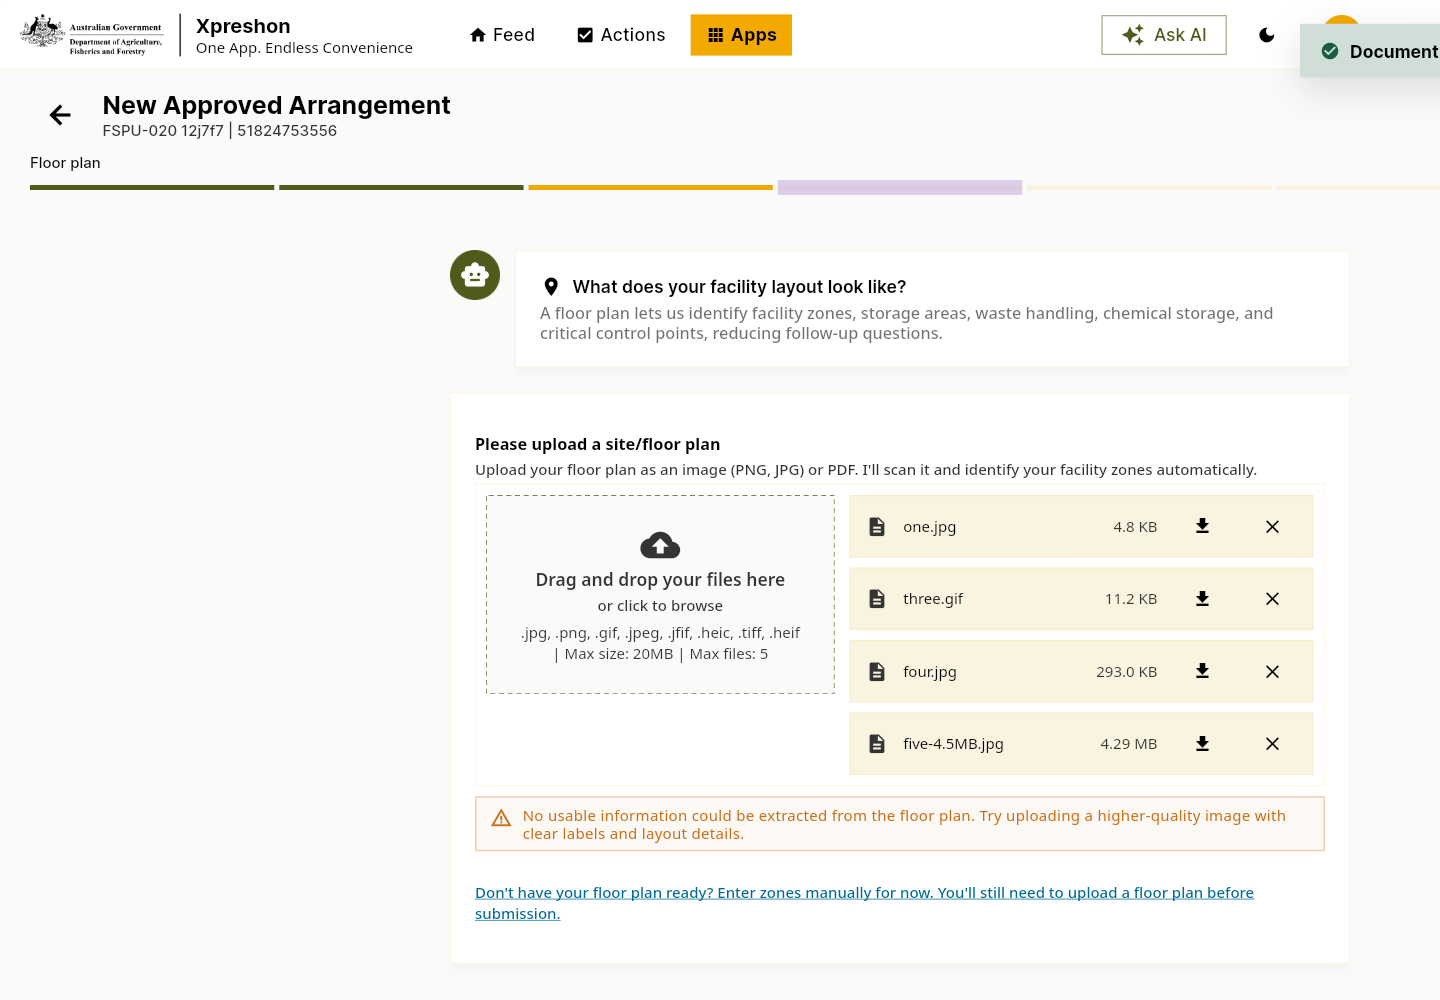 Australian Government
Department of Agriculture,
Fisheries and Forestry
Xpreshon
One App. Endless Convenience
Feed
Actions
Apps
Ask AI
Document
New Approved Arrangement
FSPU-020 12j7f7 | 51824753556
Floor plan
What does your facility layout look like?
A floor plan lets us identify facility zones, storage areas, waste handling, chemical storage, and
critical control points, reducing follow-up questions.
Please upload a site/floor plan
Upload your floor plan as an image (PNG, JPG) or PDF. I'll scan it and identify your facility zones automatically.
Drag and drop your files here
or click to browse
.jpg, .png, .gif, .jpeg, .jfif, .heic, .tiff, .heif
| Max size: 20MB | Max files: 5
one.jpg 4.8 KB
three.gif 11.2 KB
four.jpg 293.0 KB
five-4.5MB.jpg 4.29 MB
No usable information could be extracted from the floor plan. Try uploading a higher-quality image with
clear labels and layout details.
Don't have your floor plan ready? Enter zones manually for now. You'll still need to upload a floor plan before
submission.